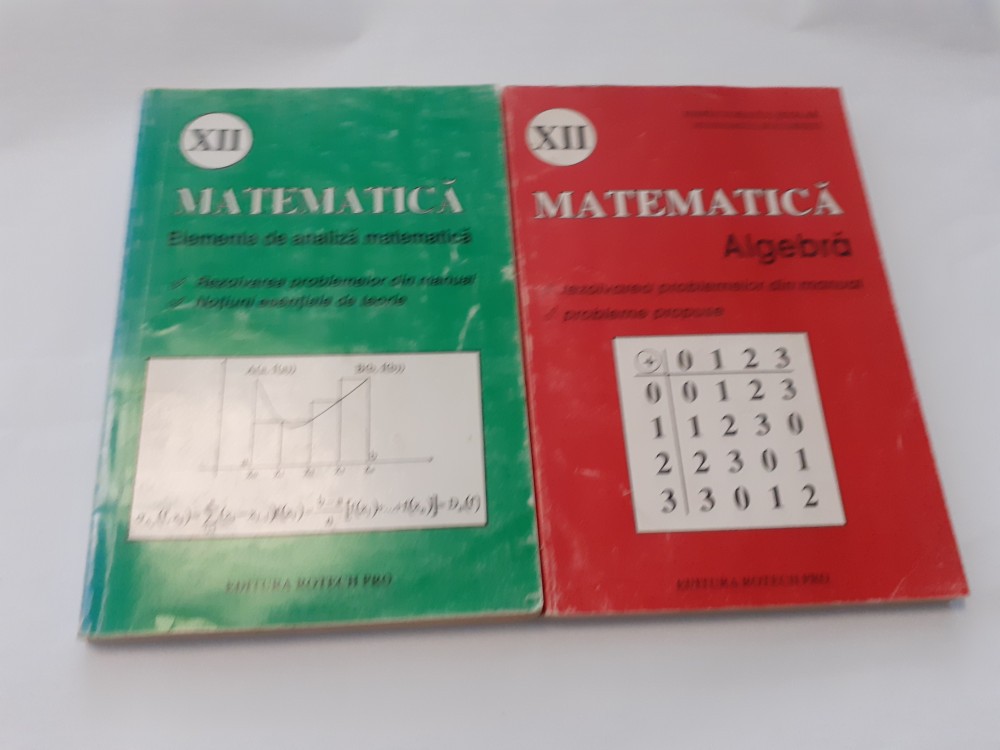 XII
MATEMATICĂ
Elemente de analiză matematică
✓ Rezolvarea problemelor din manual
✓ Noțiuni esențiale de teorie
EDITURA ROTECH PRO
XII
MATEMATICĂ
Algebră
✓ rezolvarea problemelor din manual
✓ probleme propuse
+ 0 1 2 3
0 0 1 2 3
1 1 2 3 0
2 2 3 0 1
3 3 0 1 2
EDITURA ROTECH PRO